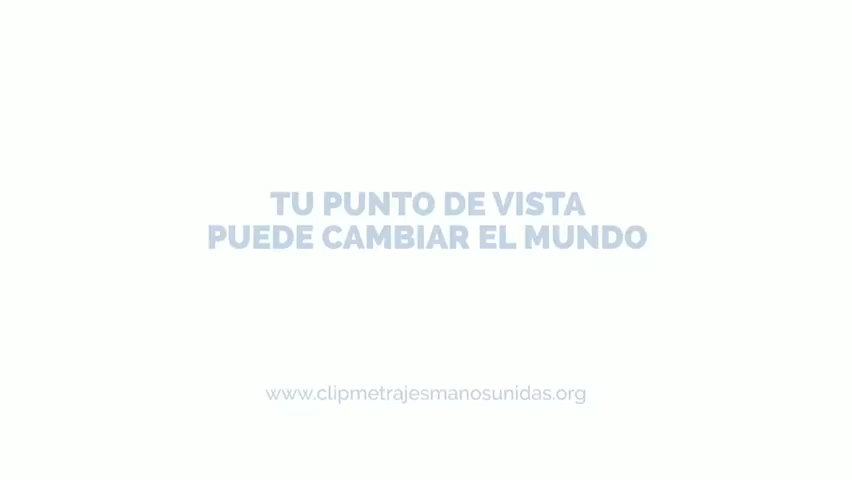 TU PUNTO DE VISTA
PUEDE CAMBIAR EL MUNDO
www.clipmetrajesmanosunidas.org